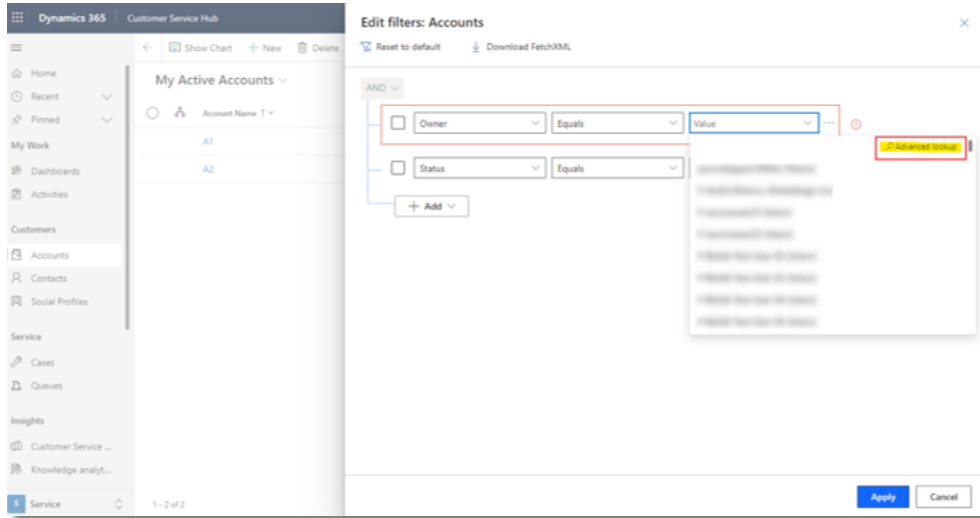 Dynamics 365 Customer Service Hub
Home
Recent
Pinned
My Work
Dashboards
Activities
Customers
Accounts
Contacts
Social Profiles
Service
Cases
Queues
Insights
Customer Service ...
Knowledge analyt...
S Service
Show Chart + New Delete
My Active Accounts
Account Name ↑
A1
A2
1 - 2 of 2
Edit filters: Accounts
Reset to default Download FetchXML
AND
Owner Equals Value ...
Advanced lookup
Status Equals
+ Add
Apply Cancel